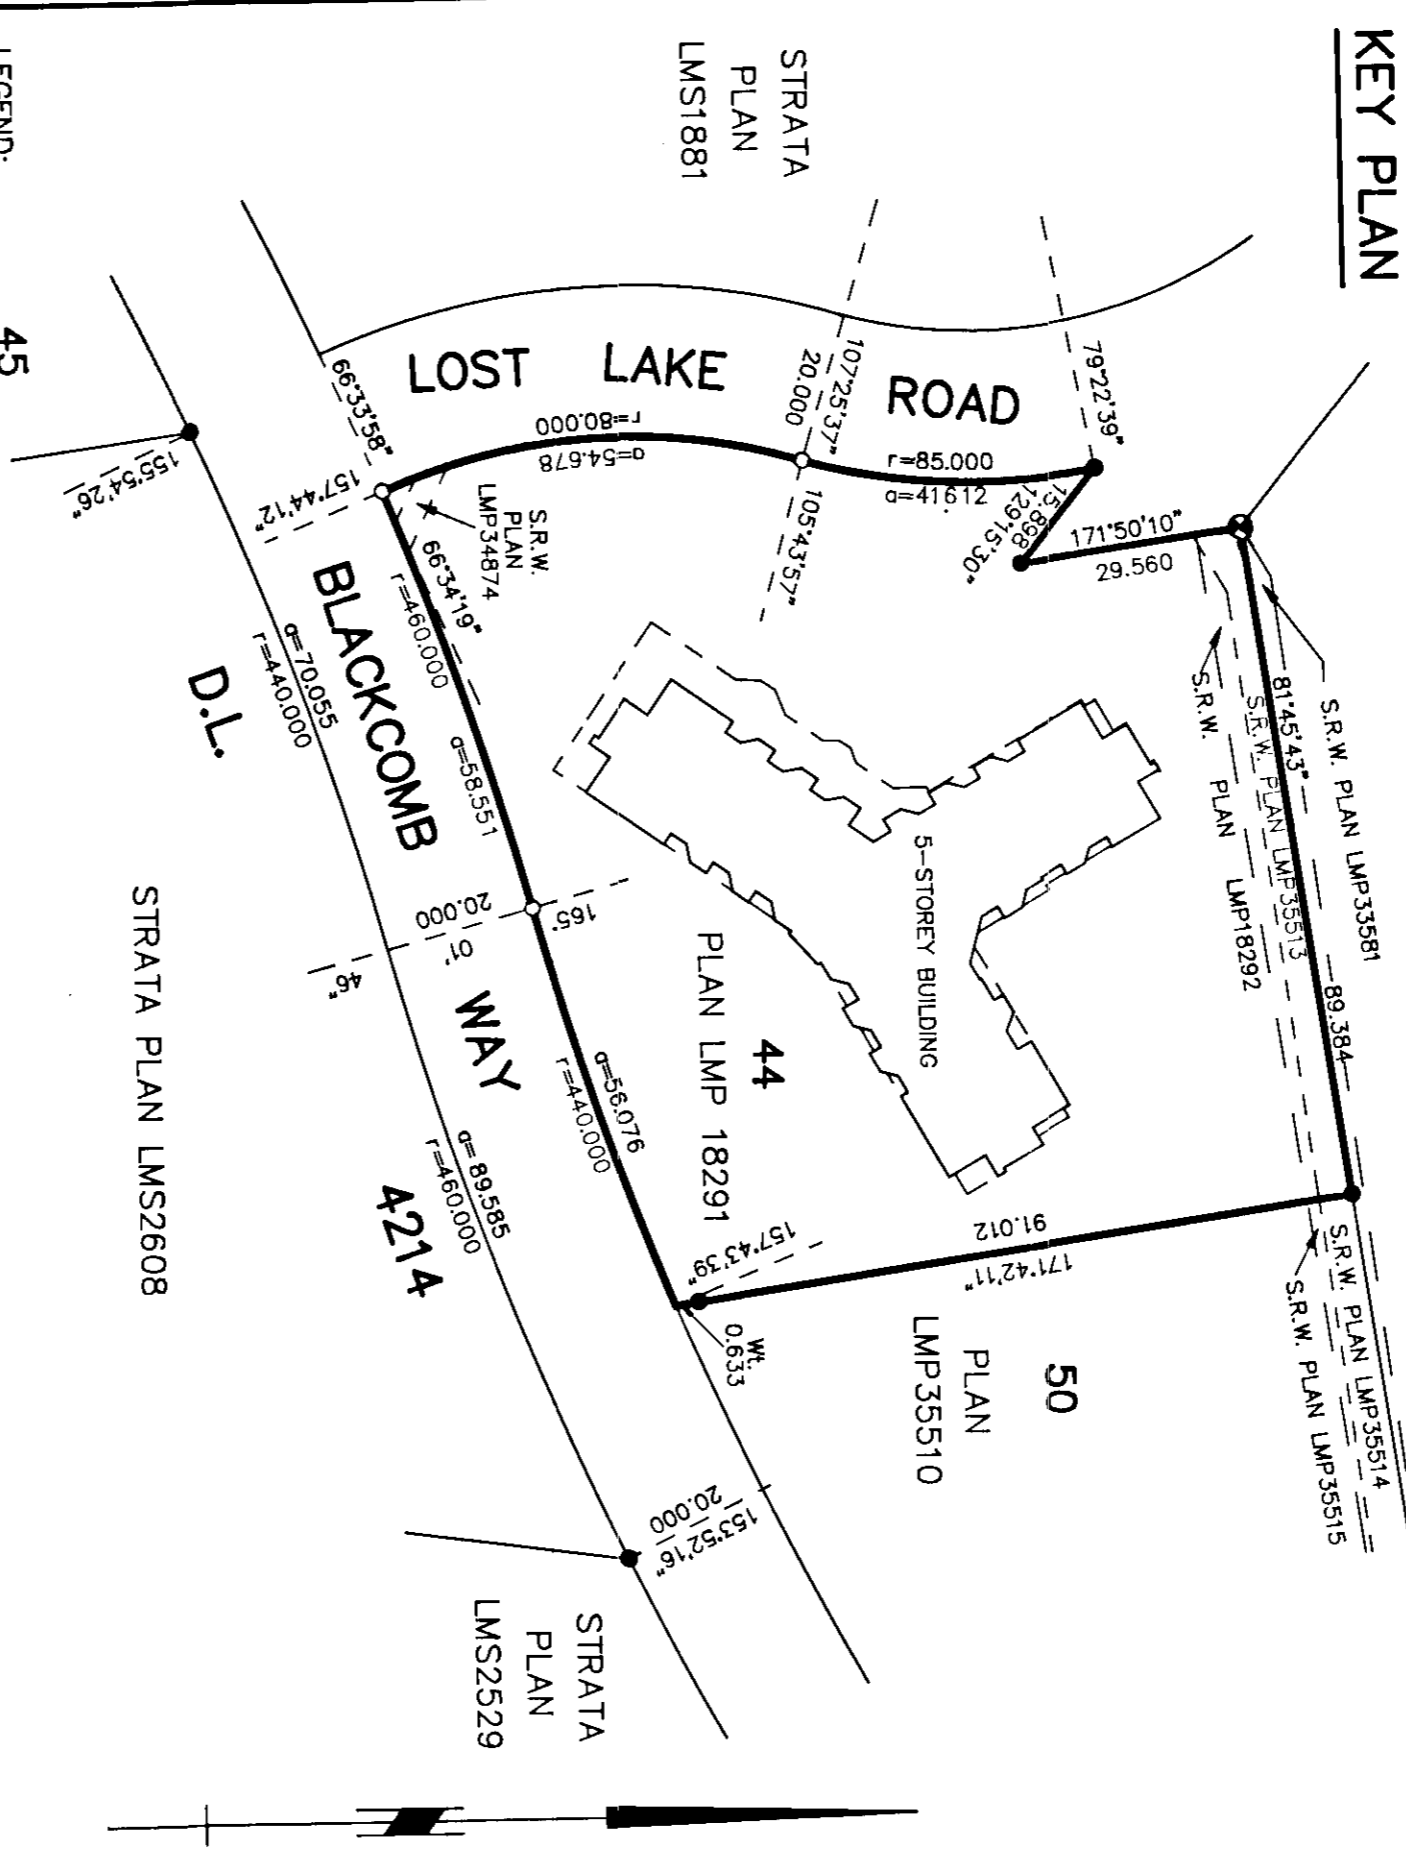 KEY PLAN
STRATA
PLAN
LMS1881
LEGEND:
45
LOST LAKE ROAD
79°22'39"
107°25'37"
20.000
105°43'57"
r=85.000
a=41.612
15.898
129°15'30"
171°50'10"
29.560
r=80.000
a=54.678
66°33'58"
157°44'12"
155°54'26"
S.R.W.
PLAN
LMP34874
66°34'19"
r=460.000
a=58.551
BLACKCOMB WAY
a=70.055
r=440.000
D.L.
4214
20.000
165°
01'
46"
a=56.076
r=440.000
a=89.585
r=460.000
STRATA PLAN LMS2608
5-STOREY BUILDING
44
PLAN LMP 18291
S.R.W. PLAN LMP33581
81°45'43"
89.384
S.R.W. PLAN LMP35513
S.R.W. PLAN LMP18292
91.012
171°42'11"
157°43'39"
Wt.
0.633
50
PLAN
LMP35510
S.R.W. PLAN LMP35514
S.R.W. PLAN LMP35515
153°52'16"
20.000
STRATA
PLAN
LMS2529